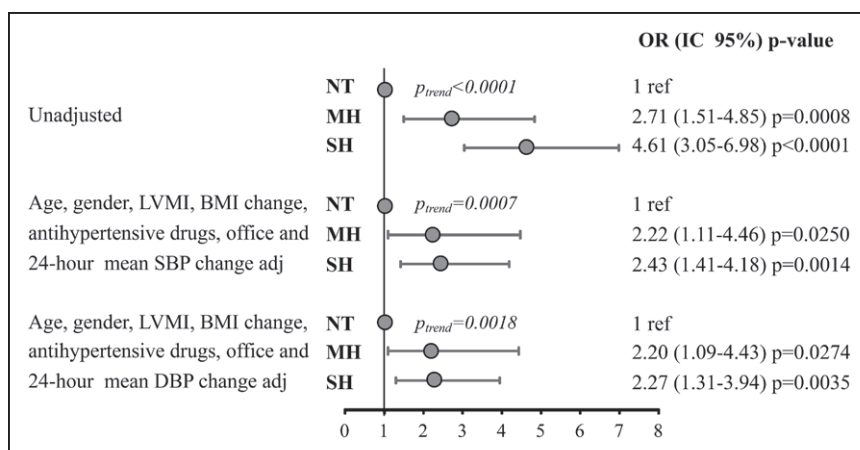 OR (IC 95%) p-value
NT p_trend<0.0001 1 ref
Unadjusted MH 2.71 (1.51-4.85) p=0.0008
SH 4.61 (3.05-6.98) p<0.0001
Age, gender, LVMI, BMI change, NT p_trend=0.0007 1 ref
antihypertensive drugs, office and MH 2.22 (1.11-4.46) p=0.0250
24-hour mean SBP change adj SH 2.43 (1.41-4.18) p=0.0014
Age, gender, LVMI, BMI change, NT p_trend=0.0018 1 ref
antihypertensive drugs, office and MH 2.20 (1.09-4.43) p=0.0274
24-hour mean DBP change adj SH 2.27 (1.31-3.94) p=0.0035
0 1 2 3 4 5 6 7 8